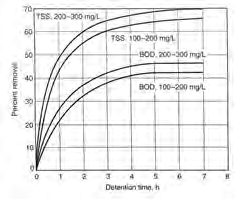 70
TSS, 200–300 mg/L
60
TSS, 100–200 mg/L
50
BOD, 200–300 mg/L
40
BOD, 100–200 mg/L
30
20
10
0
Percent removal
0 1 2 3 4 5 6 7 8
Detention time, h